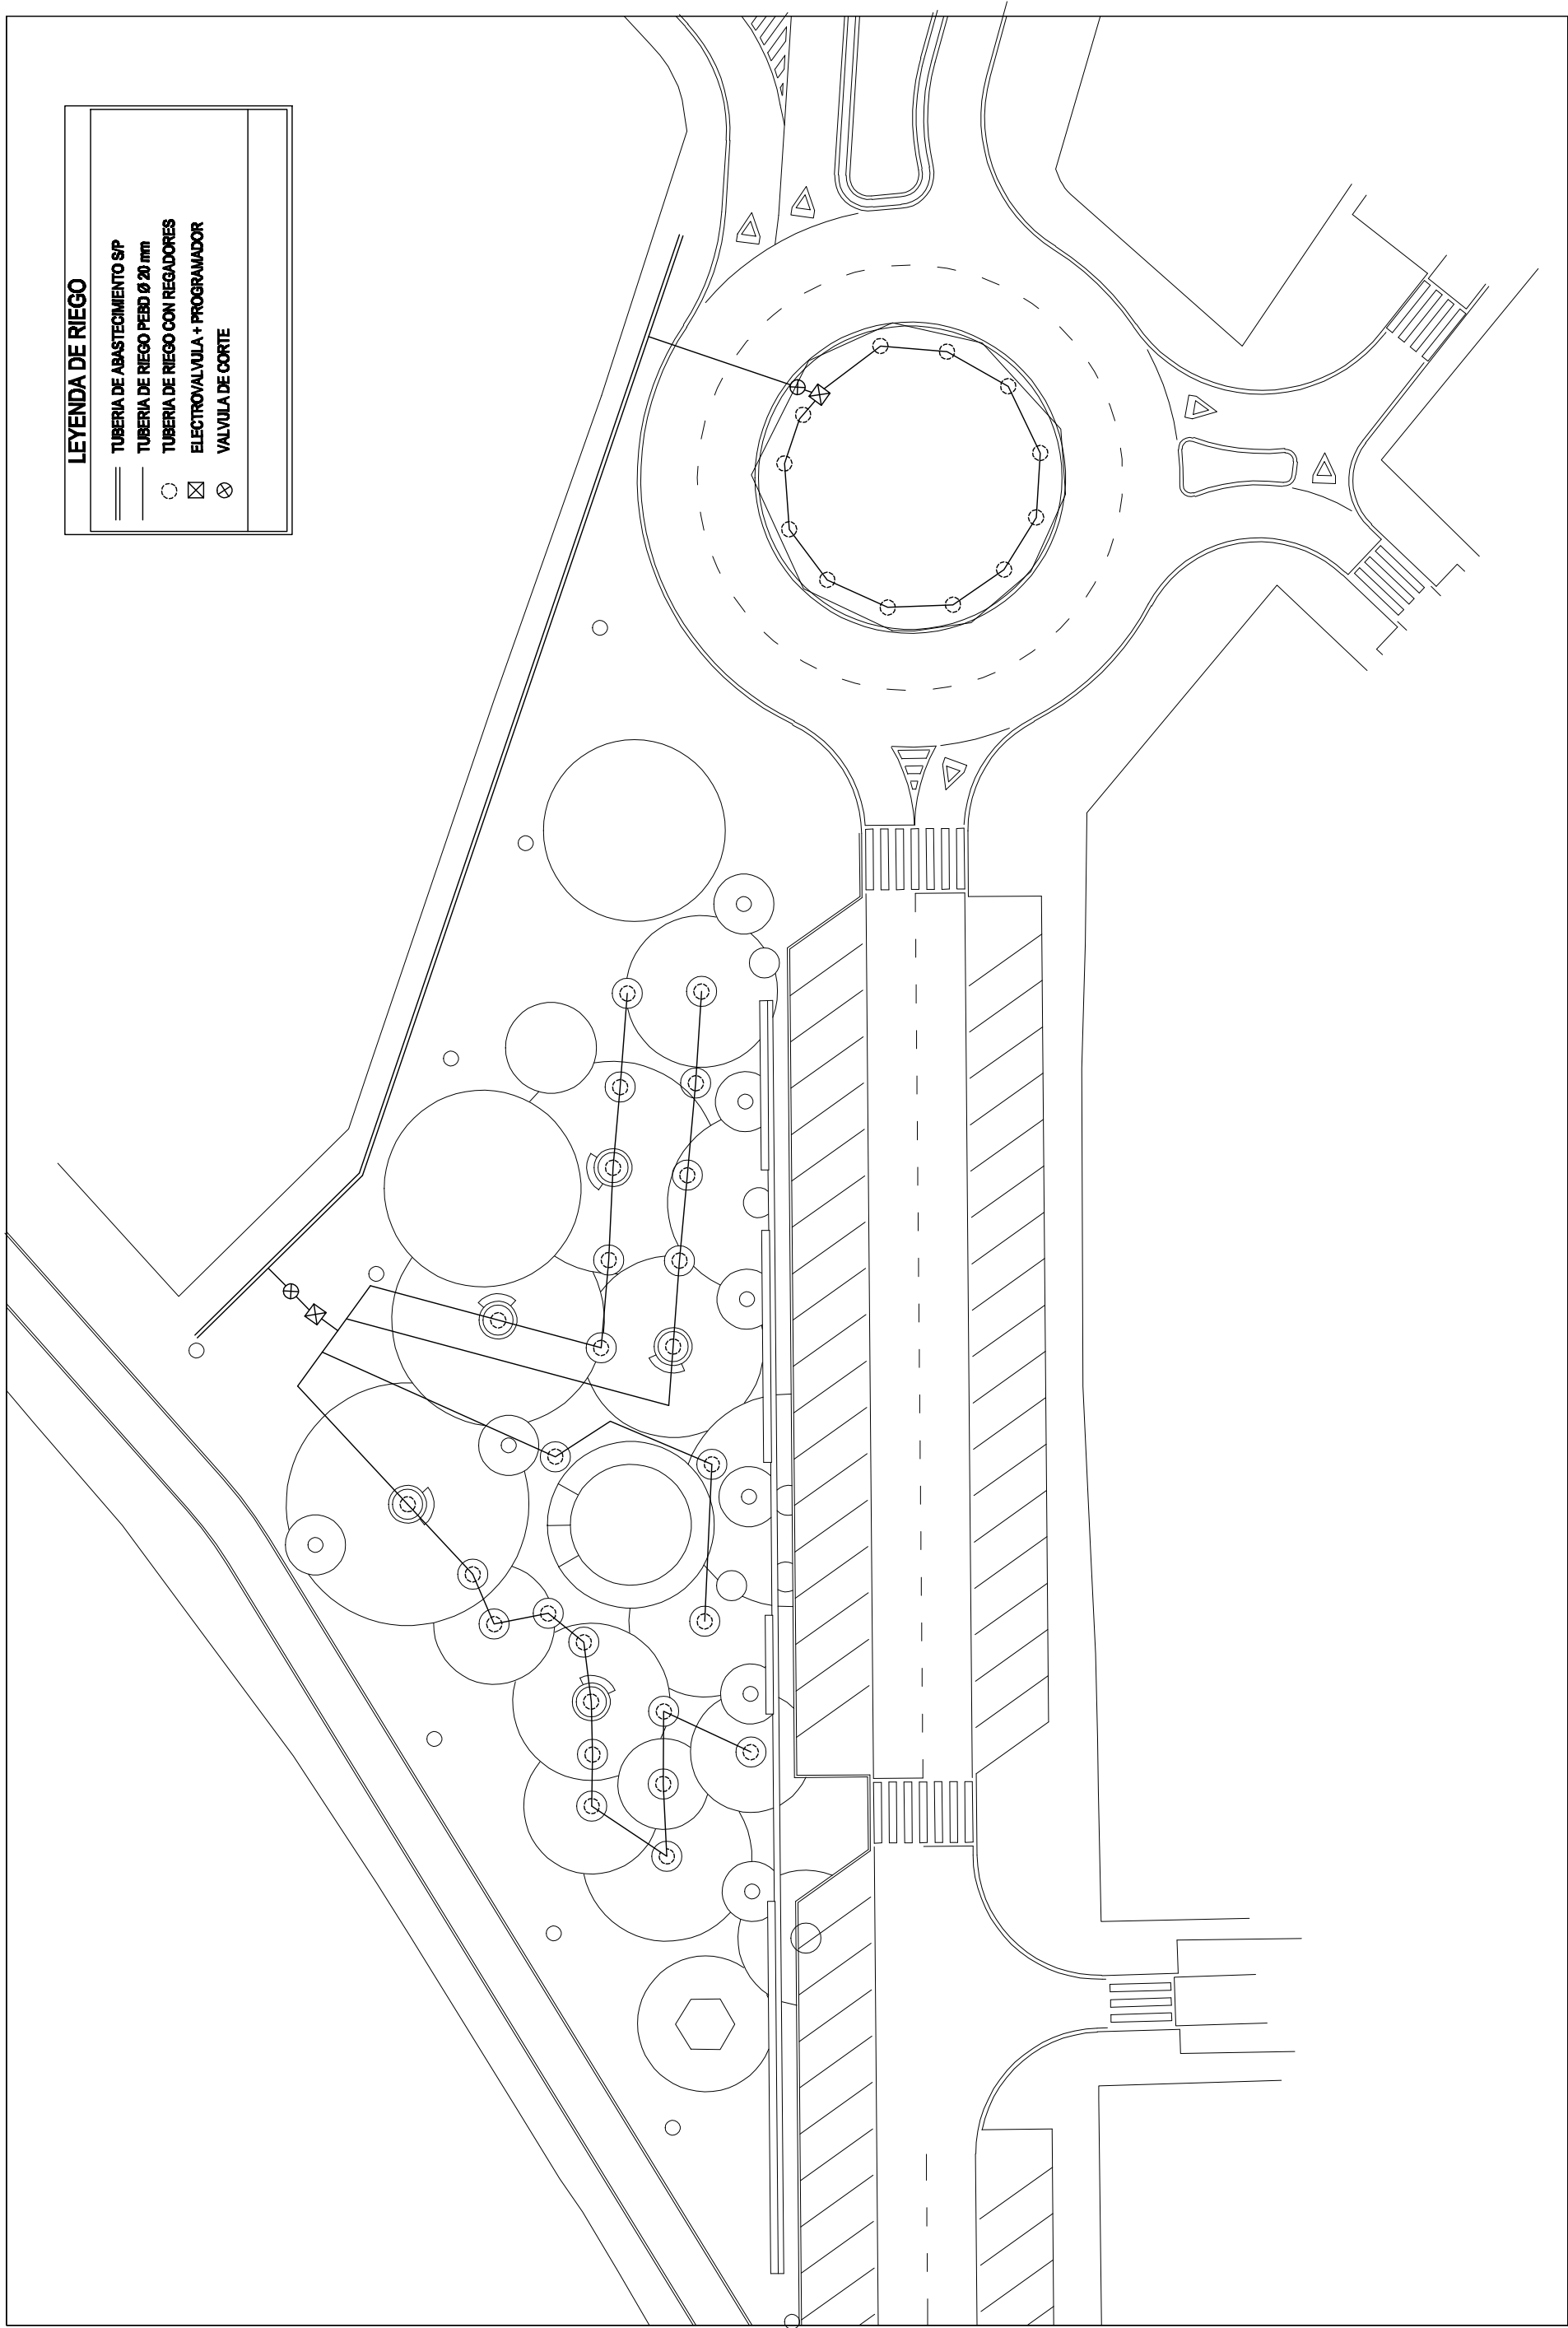 LEYENDA DE RIEGO
TUBERIA DE ABASTECIMIENTO S/P
TUBERIA DE RIEGO PEBD Ø 20 mm
TUBERIA DE RIEGO CON REGADORES
ELECTROVALVULA + PROGRAMADOR
VALVULA DE CORTE